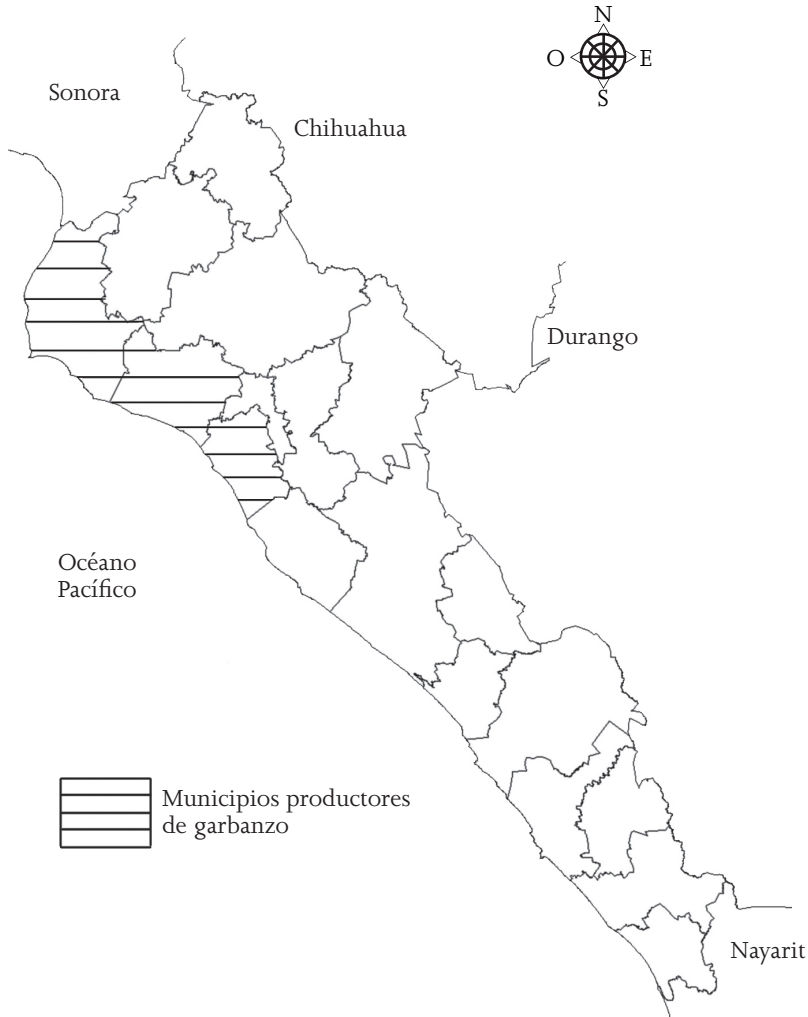 N
O
E
S
Sonora
Chihuahua
Durango
Océano
Pacífico
Municipios productores
de garbanzo
Nayarit